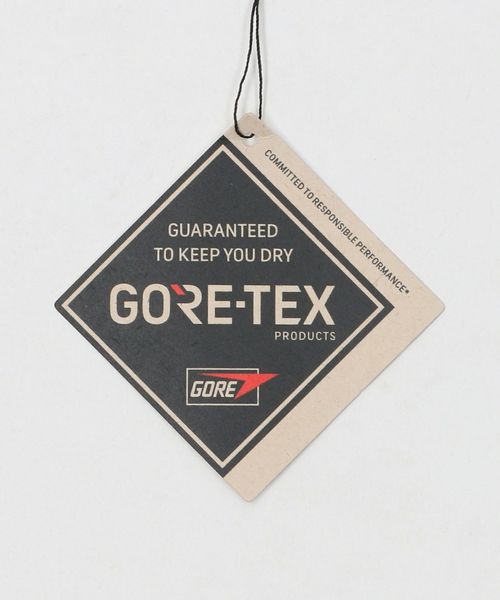 COMMITTED TO RESPONSIBLE PERFORMANCE*
GUARANTEED
TO KEEP YOU DRY
GORE-TEX
PRODUCTS
GORE